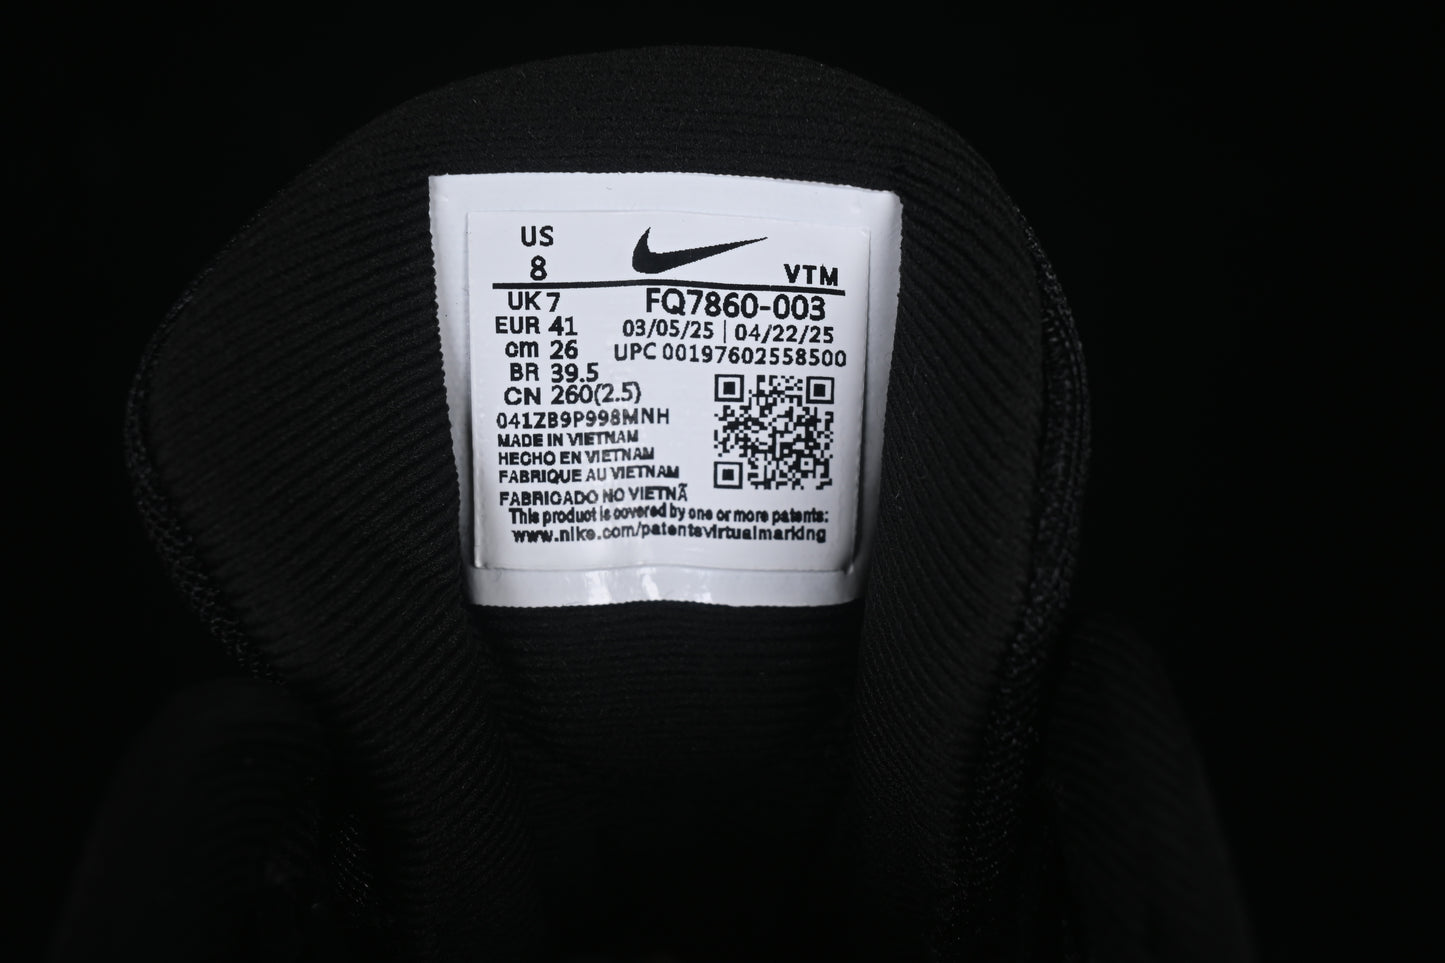 US
8
VTM
UK 7
FQ7860-003
EUR 41
03/05/25 | 04/22/25
cm 26
UPC 00197602558500
BR 39.5
CN 260(2.5)
041ZB9P998MNH
MADE IN VIETNAM
HECHO EN VIETNAM
FABRIQUE AU VIETNAM
FABRICADO NO VIETNÃ
This product is covered by one or more patents:
www.nike.com/patentsvirtualmarking